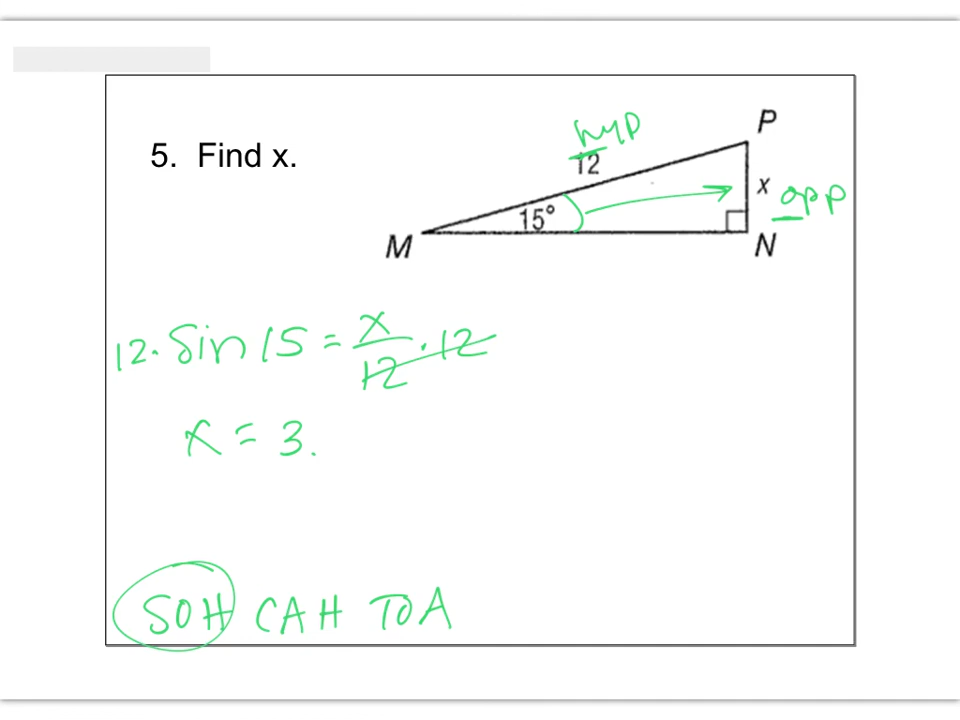 5. Find x.
P
hyp
12
x opp
15°
M
N
12 · Sin 15 = x/12 · 12
x = 3.
SOH CAH TOA